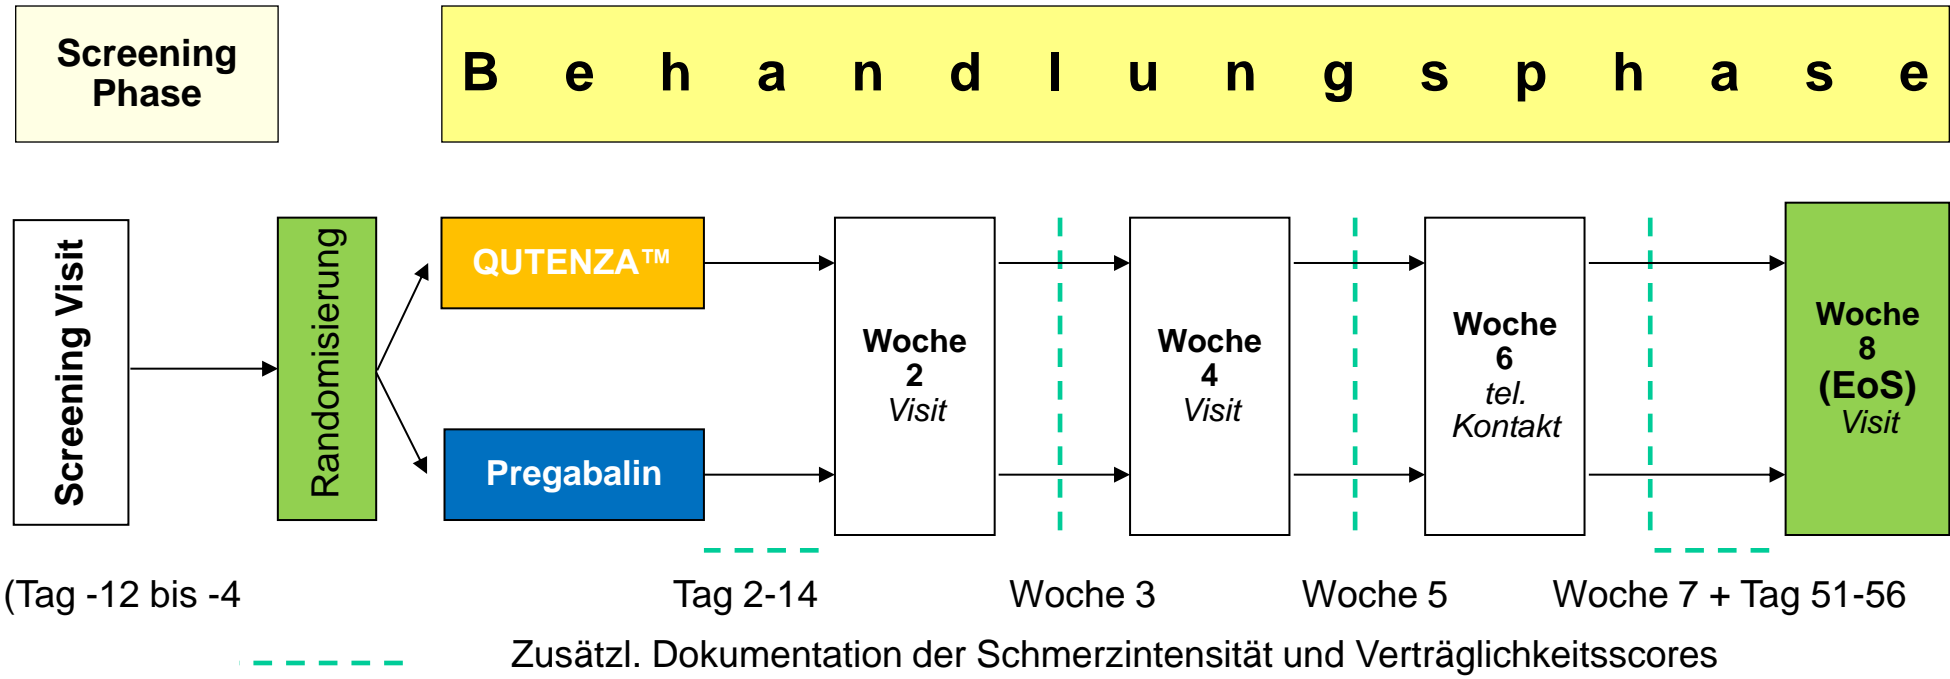 Screening
Phase
Behandlungsphase
Screening Visit
Randomisierung
QUTENZA™
Pregabalin
Woche
2
Visit
Woche
4
Visit
Woche
6
tel.
Kontakt
Woche
8
(EoS)
Visit
(Tag -12 bis -4
Tag 2-14
Woche 3
Woche 5
Woche 7 + Tag 51-56
Zusätzl. Dokumentation der Schmerzintensität und Verträglichkeitsscores